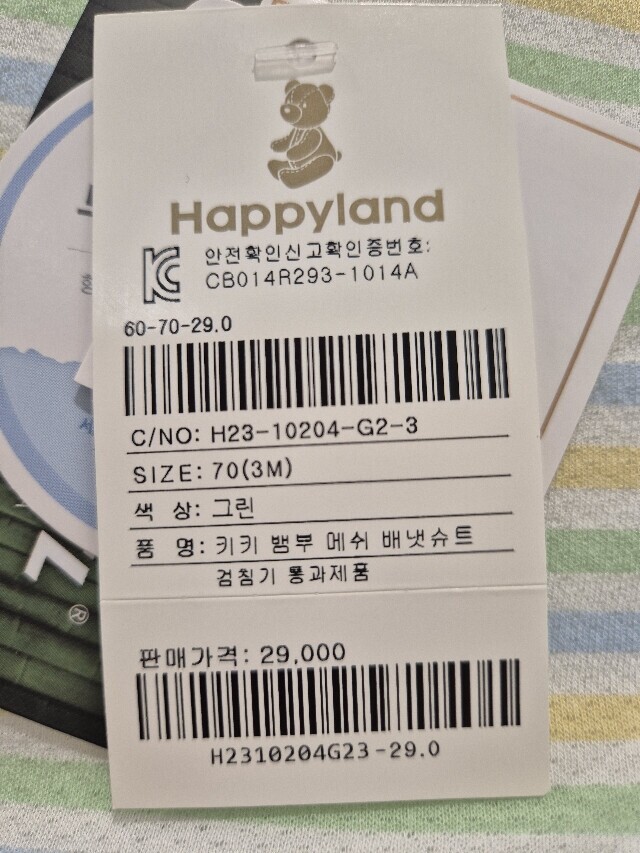 Happyland
안전확인신고확인증번호:
CB014R293-1014A
60-70-29.0
C/NO: H23-10204-G2-3
SIZE: 70(3M)
색 상: 그린
품 명: 키키 뱀부 메쉬 배냇슈트
검침기 통과제품
판매가격: 29,000
H2310204G23-29.0
®